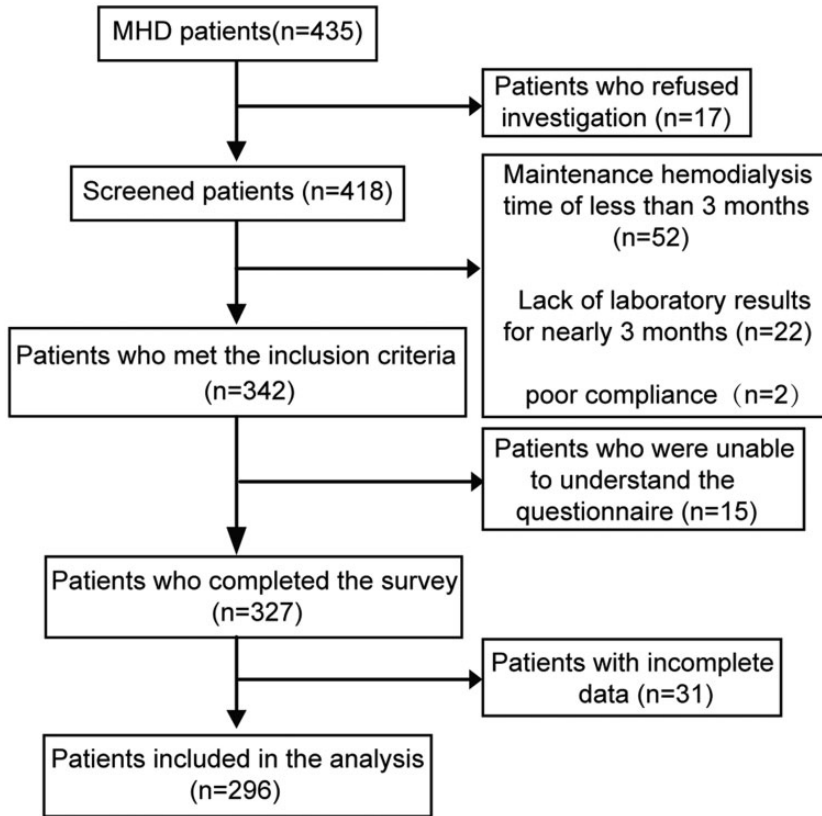 MHD patients(n=435)
Patients who refused
investigation (n=17)
Screened patients (n=418)
Maintenance hemodialysis
time of less than 3 months
(n=52)
Lack of laboratory results
for nearly 3 months (n=22)
poor compliance（n=2）
Patients who met the inclusion criteria
(n=342)
Patients who were unable
to understand the
questionnaire (n=15)
Patients who completed the survey
(n=327)
Patients with incomplete
data (n=31)
Patients included in the analysis
(n=296)